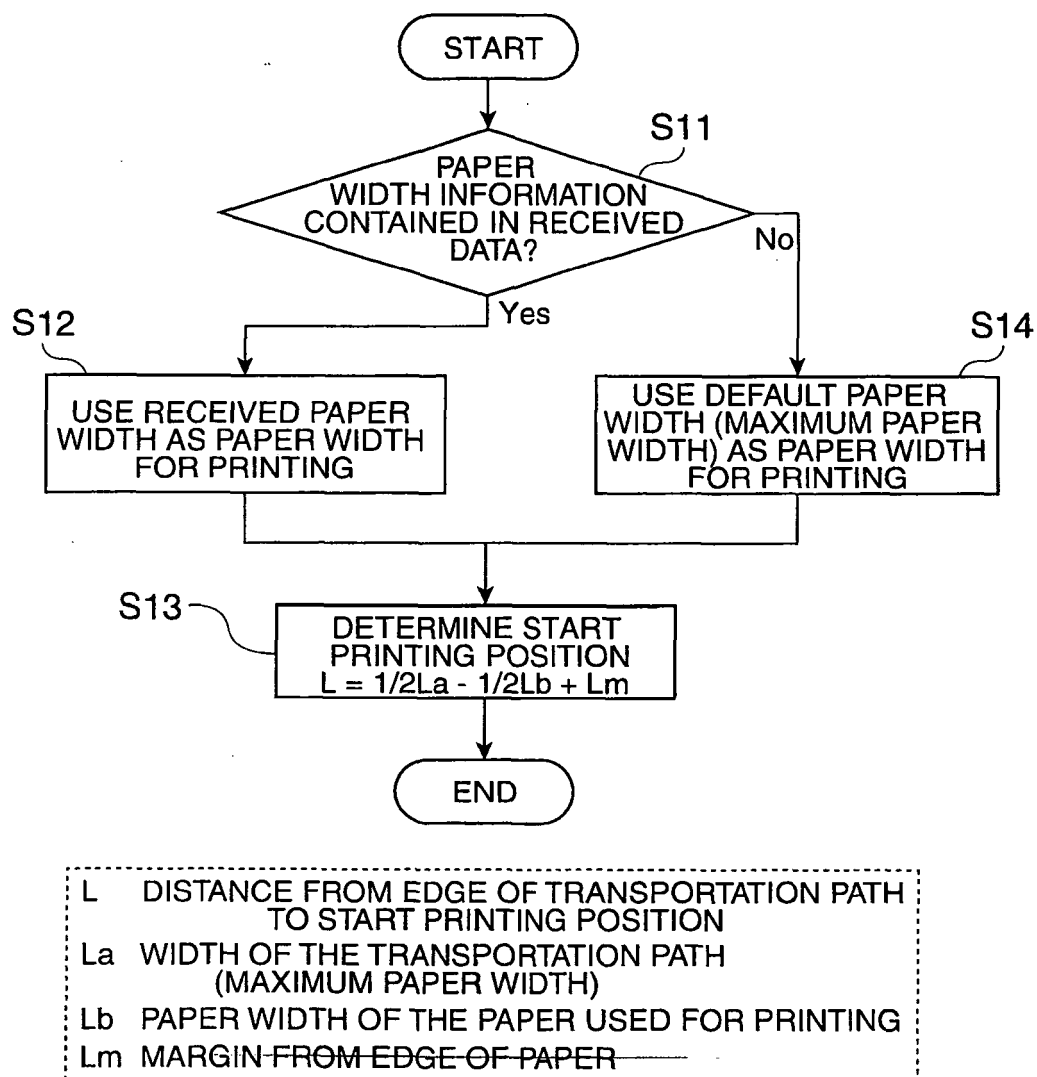 START
S11
PAPER
WIDTH INFORMATION
CONTAINED IN RECEIVED
DATA?
No
Yes
S12
S14
USE RECEIVED PAPER
WIDTH AS PAPER WIDTH
FOR PRINTING
USE DEFAULT PAPER
WIDTH (MAXIMUM PAPER
WIDTH) AS PAPER WIDTH
FOR PRINTING
S13
DETERMINE START
PRINTING POSITION
L = 1/2La - 1/2Lb + Lm
END
L DISTANCE FROM EDGE OF TRANSPORTATION PATH
TO START PRINTING POSITION
La WIDTH OF THE TRANSPORTATION PATH
(MAXIMUM PAPER WIDTH)
Lb PAPER WIDTH OF THE PAPER USED FOR PRINTING
Lm MARGIN FROM EDGE OF PAPER